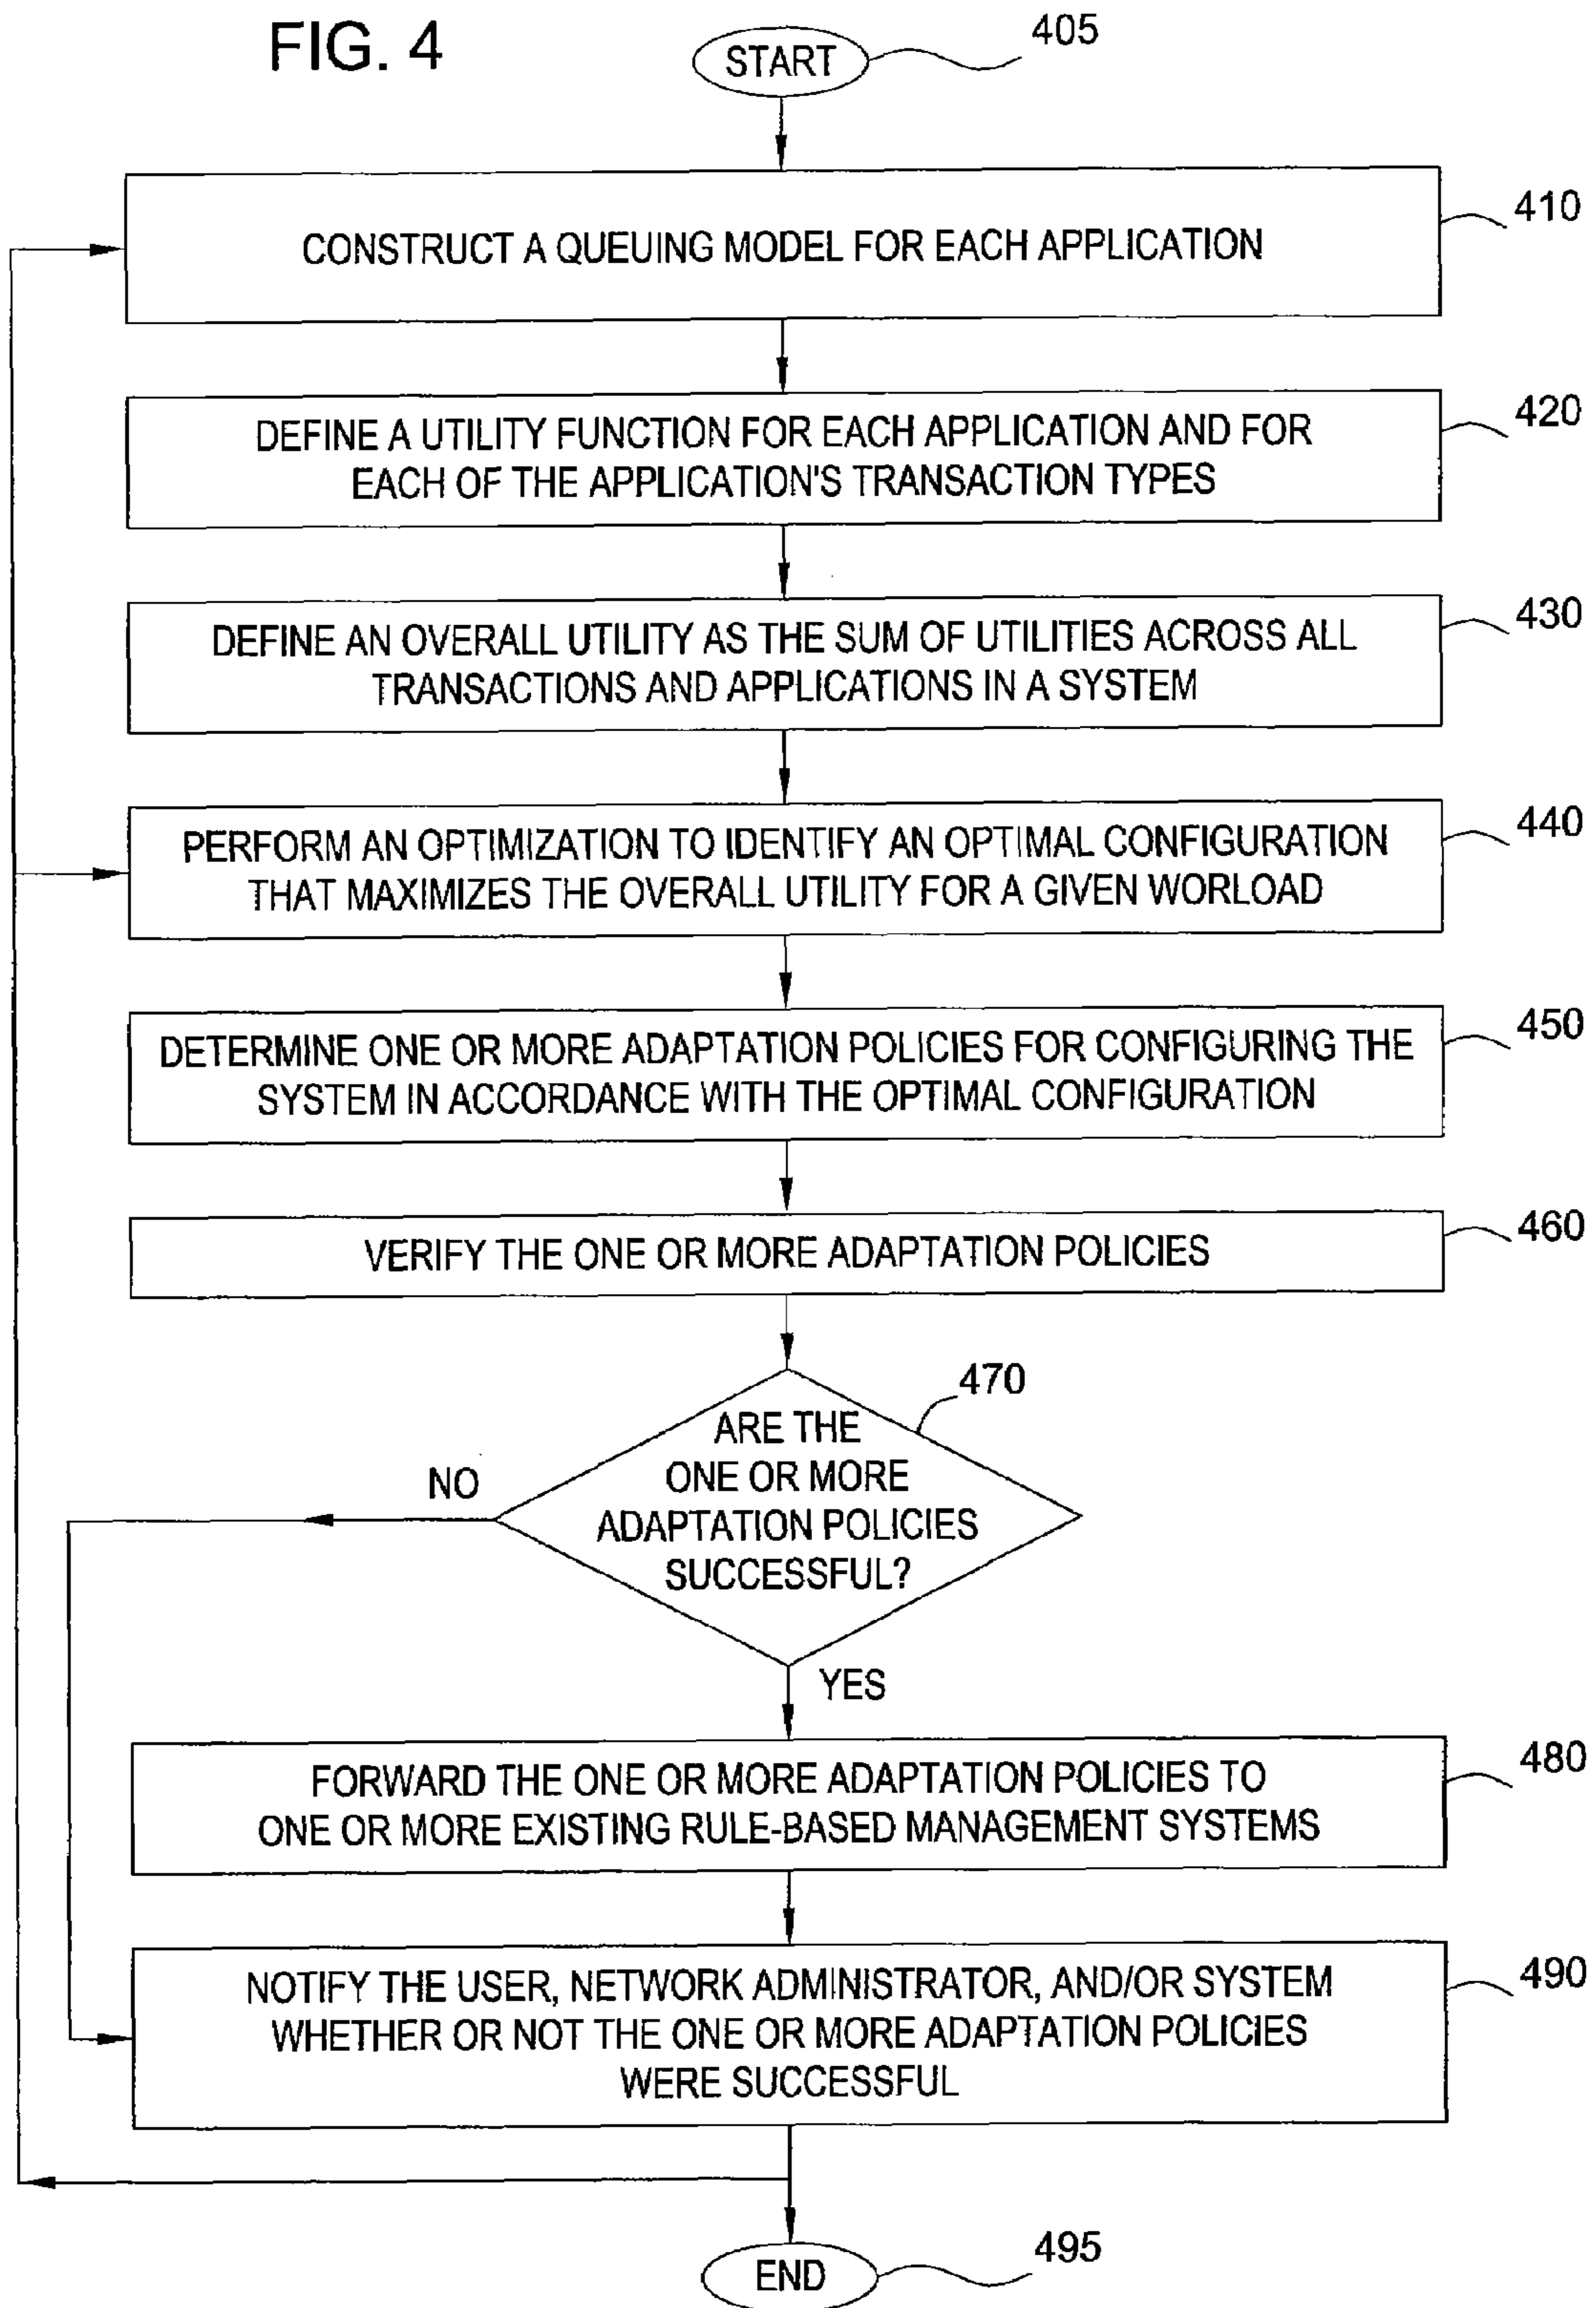 FIG. 4
START
405
CONSTRUCT A QUEUING MODEL FOR EACH APPLICATION
410
DEFINE A UTILITY FUNCTION FOR EACH APPLICATION AND FOR
EACH OF THE APPLICATION'S TRANSACTION TYPES
420
DEFINE AN OVERALL UTILITY AS THE SUM OF UTILITIES ACROSS ALL
TRANSACTIONS AND APPLICATIONS IN A SYSTEM
430
PERFORM AN OPTIMIZATION TO IDENTIFY AN OPTIMAL CONFIGURATION
THAT MAXIMIZES THE OVERALL UTILITY FOR A GIVEN WORLOAD
440
DETERMINE ONE OR MORE ADAPTATION POLICIES FOR CONFIGURING THE
SYSTEM IN ACCORDANCE WITH THE OPTIMAL CONFIGURATION
450
VERIFY THE ONE OR MORE ADAPTATION POLICIES
460
ARE THE
ONE OR MORE
ADAPTATION POLICIES
SUCCESSFUL?
470
NO
YES
FORWARD THE ONE OR MORE ADAPTATION POLICIES TO
ONE OR MORE EXISTING RULE-BASED MANAGEMENT SYSTEMS
480
NOTIFY THE USER, NETWORK ADMINISTRATOR, AND/OR SYSTEM
WHETHER OR NOT THE ONE OR MORE ADAPTATION POLICIES
WERE SUCCESSFUL
490
END
495